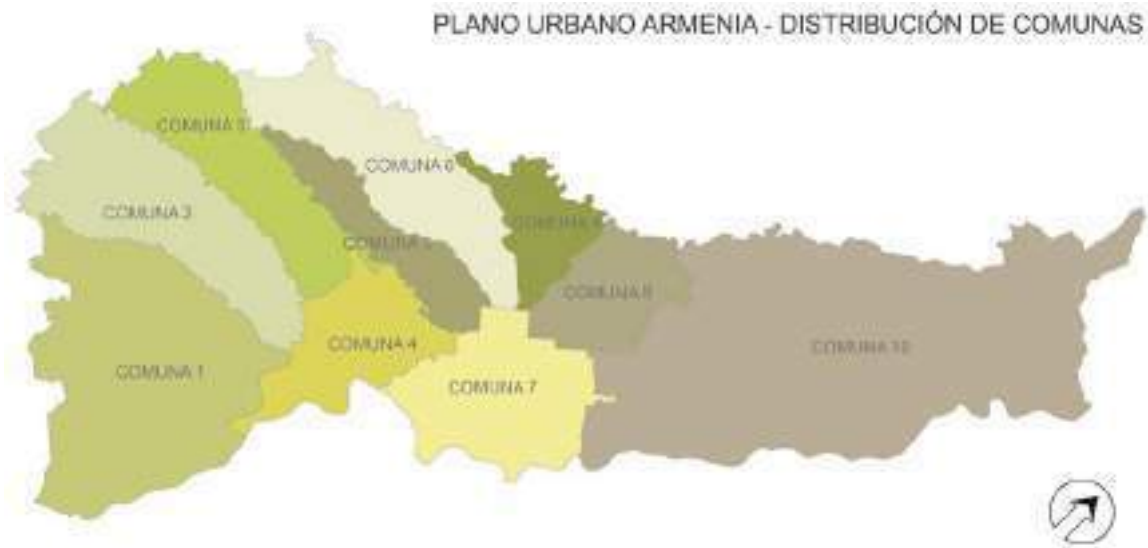 PLANO URBANO ARMENIA - DISTRIBUCIÓN DE COMUNAS
COMUNA
COMUNA 6
COMUNA 3
COMUNA
COMUNA
COMUNA
COMUNA 4
COMUNA 10
COMUNA 1
COMUNA 7